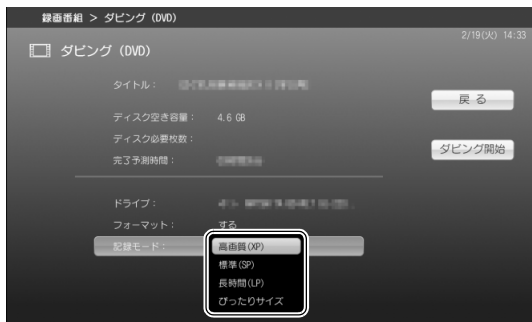 録画番組 > ダビング (DVD)
2/19(火) 14:33
ダビング (DVD)
タイトル：
戻る
ディスク空き容量： 4.6 GB
ディスク必要枚数：
ダビング開始
完了予測時間：
ドライブ：
フォーマット： する
記録モード： 高画質(XP)
標準(SP)
長時間(LP)
ぴったりサイズ